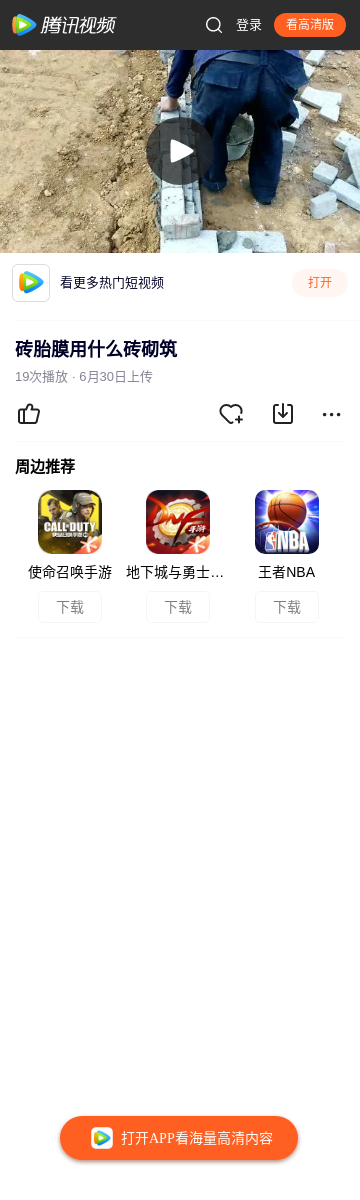 腾讯视频
登录
看高清版
看更多热门短视频
打开
砖胎膜用什么砖砌筑
19次播放 · 6月30日上传
周边推荐
CALL OF DUTY
使命召唤手游
下载
DNF
手游
地下城与勇士...
下载
NBA
王者NBA
下载
打开APP看海量高清内容